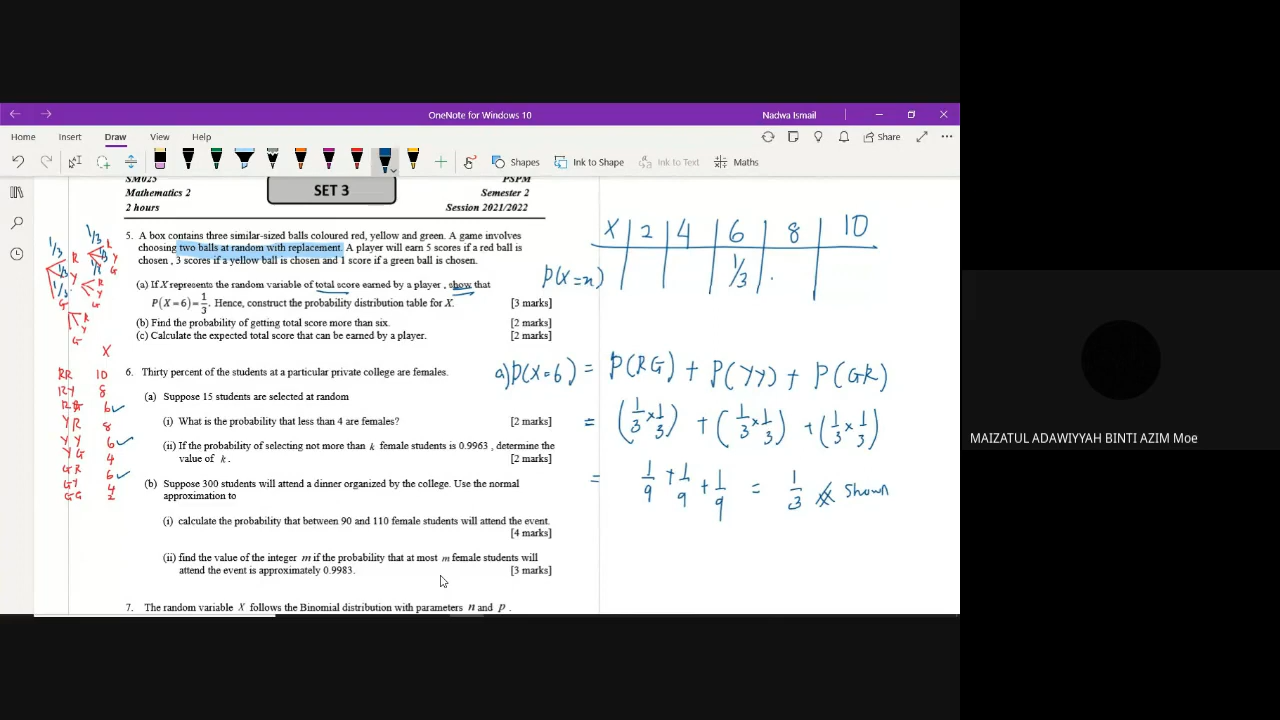 OneNote for Windows 10
Nadwa Ismail
Home Insert Draw View Help
Share
Shapes Ink to Shape Ink to Text Maths
SM025
PSPM
Mathematics 2
SET 3
Semester 2
2 hours
Session 2021/2022
5. A box contains three similar-sized balls coloured red, yellow and green. A game involves
choosing two balls at random with replacement. A player will earn 5 scores if a red ball is
chosen , 3 scores if a yellow ball is chosen and 1 score if a green ball is chosen.
(a) If X represents the random variable of total score earned by a player , show that
P(X = 6) = 1/3. Hence, construct the probability distribution table for X. [3 marks]
(b) Find the probability of getting total score more than six. [2 marks]
(c) Calculate the expected total score that can be earned by a player. [2 marks]
6. Thirty percent of the students at a particular private college are females.
(a) Suppose 15 students are selected at random
(i) What is the probability that less than 4 are females? [2 marks]
(ii) If the probability of selecting not more than k female students is 0.9963 , determine the
value of k . [2 marks]
(b) Suppose 300 students will attend a dinner organized by the college. Use the normal
approximation to
(i) calculate the probability that between 90 and 110 female students will attend the event.
[4 marks]
(ii) find the value of the integer m if the probability that at most m female students will
attend the event is approximately 0.9983. [3 marks]
7. The random variable X follows the Binomial distribution with parameters n and p .
X
RR 10
RY 8
RG 6 ✓
YR 8
YY 6 ✓
YG 4
GR 6 ✓
GY 4
GG 2
X 2 4 6 8 10
P(X=x) 1/3
a) P(X=6) = P(RG) + P(YY) + P(GR)
= (1/3 × 1/3) + (1/3 × 1/3) + (1/3 × 1/3)
= 1/9 + 1/9 + 1/9 = 1/3 shown
MAIZATUL ADAWIYYAH BINTI AZIM Moe